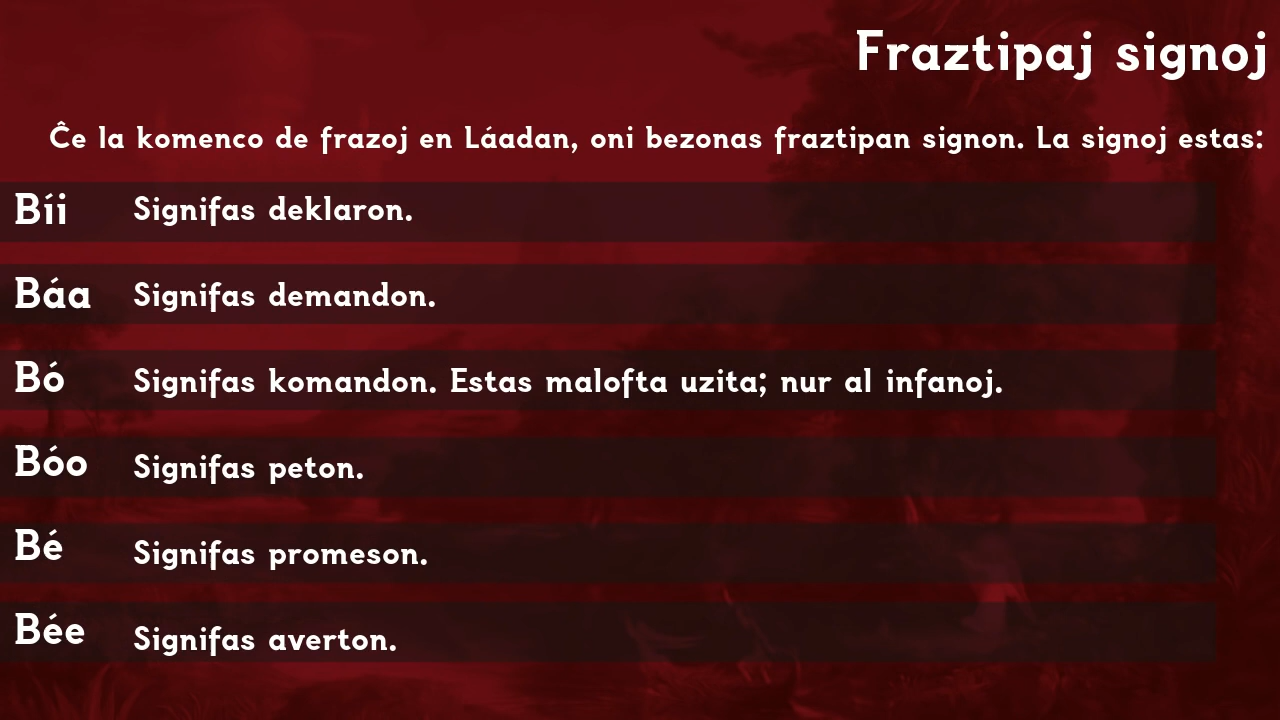 Fraztipaj signoj
Ĉe la komenco de frazoj en Láadan, oni bezonas fraztipan signon. La signoj estas:
Bíi Signifas deklaron.
Báa Signifas demandon.
Bó Signifas komandon. Estas malofta uzita; nur al infanoj.
Bóo Signifas peton.
Bé Signifas promeson.
Bée Signifas averton.